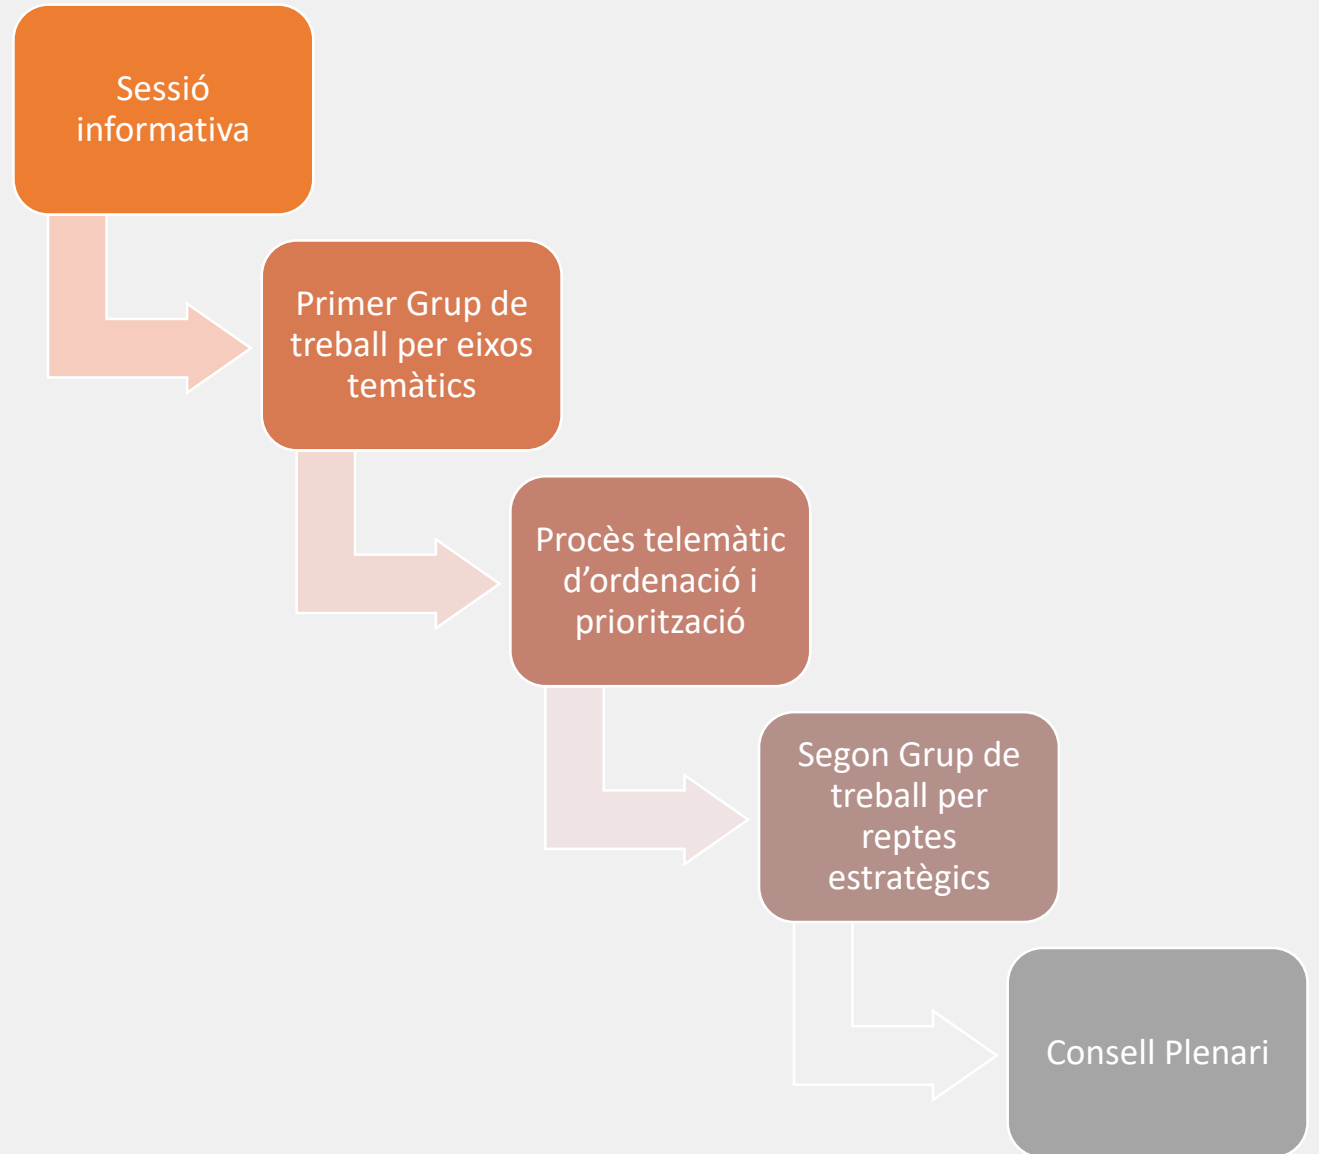 Sessió
informativa
Primer Grup de
treball per eixos
temàtics
Procès telemàtic
d’ordenació i
priorització
Segon Grup de
treball per
reptes
estratègics
Consell Plenari